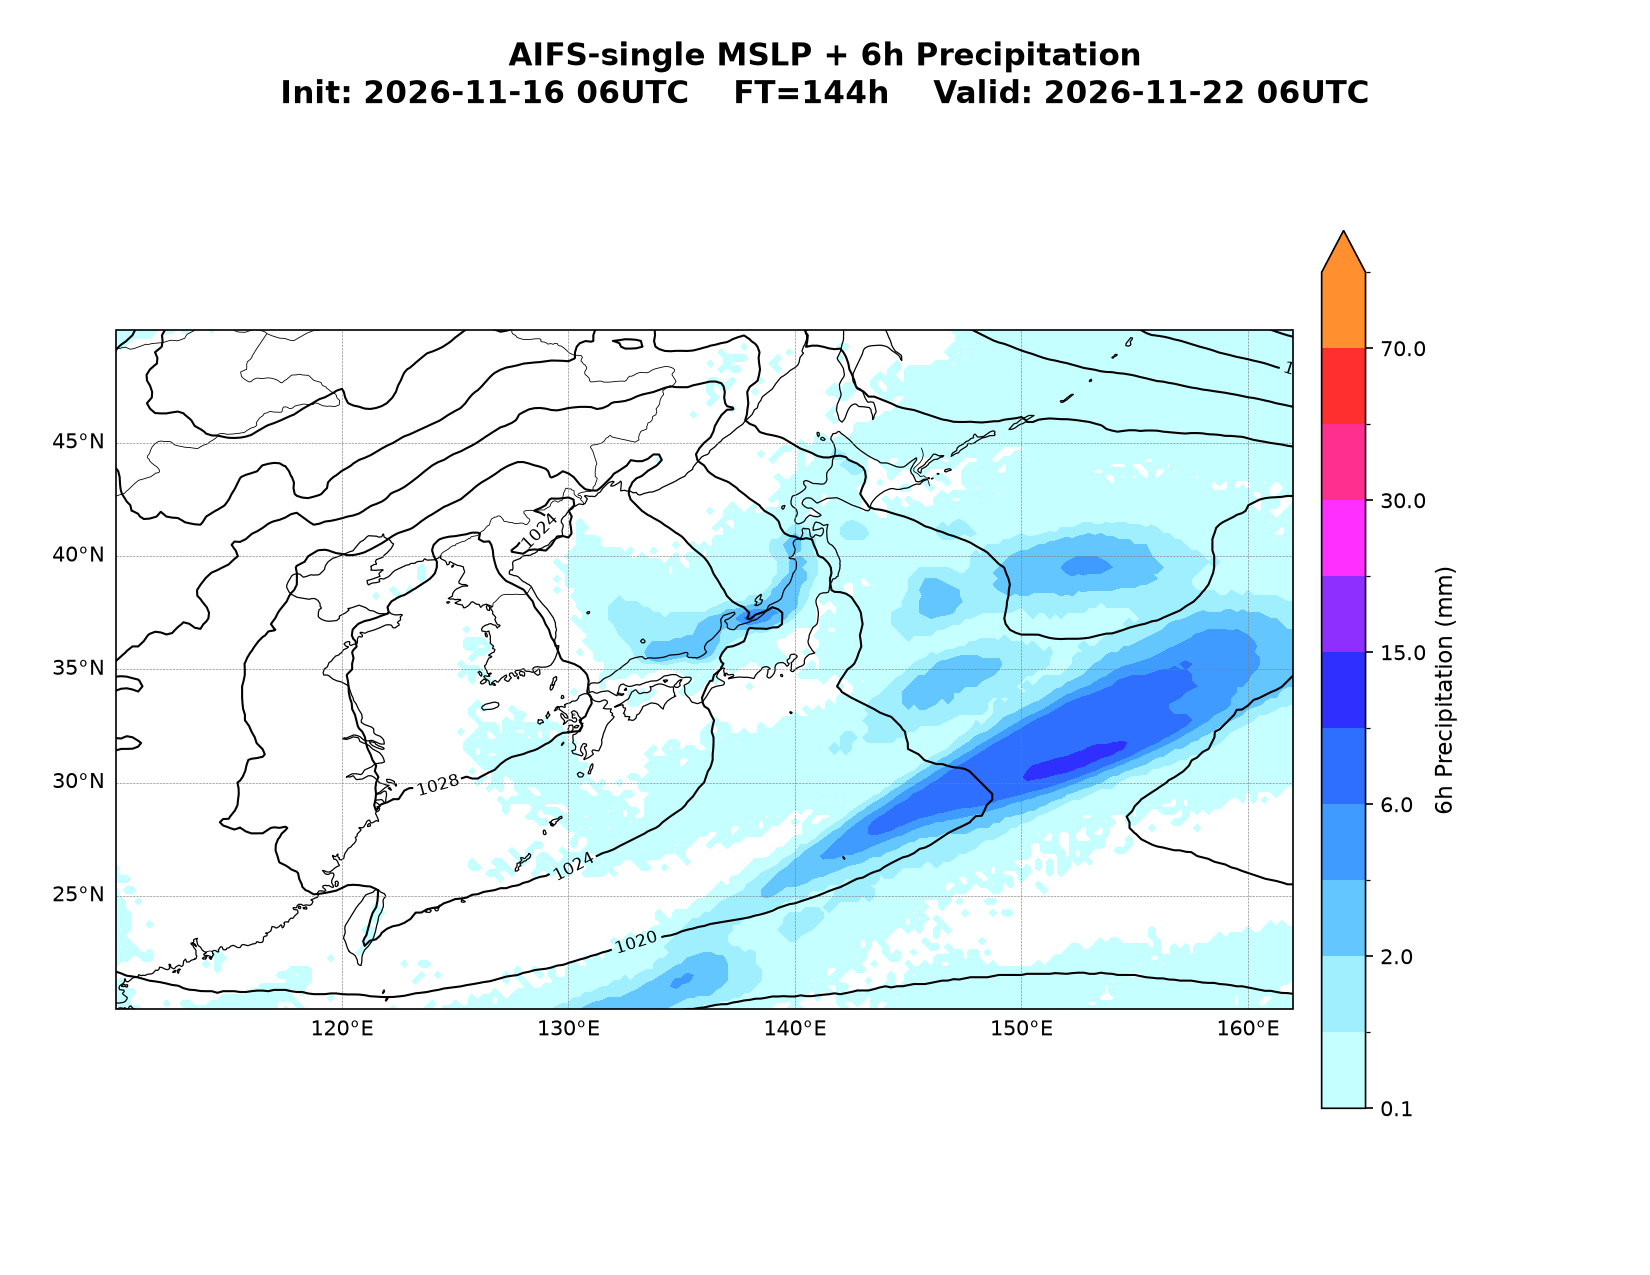 AIFS-single MSLP + 6h Precipitation
Init: 2026-11-16 06UTC    FT=144h    Valid: 2026-11-22 06UTC
45°N
40°N
35°N
30°N
25°N
120°E
130°E
140°E
150°E
160°E
1024
1028
1024
1020
70.0
30.0
15.0
6.0
2.0
0.1
6h Precipitation (mm)